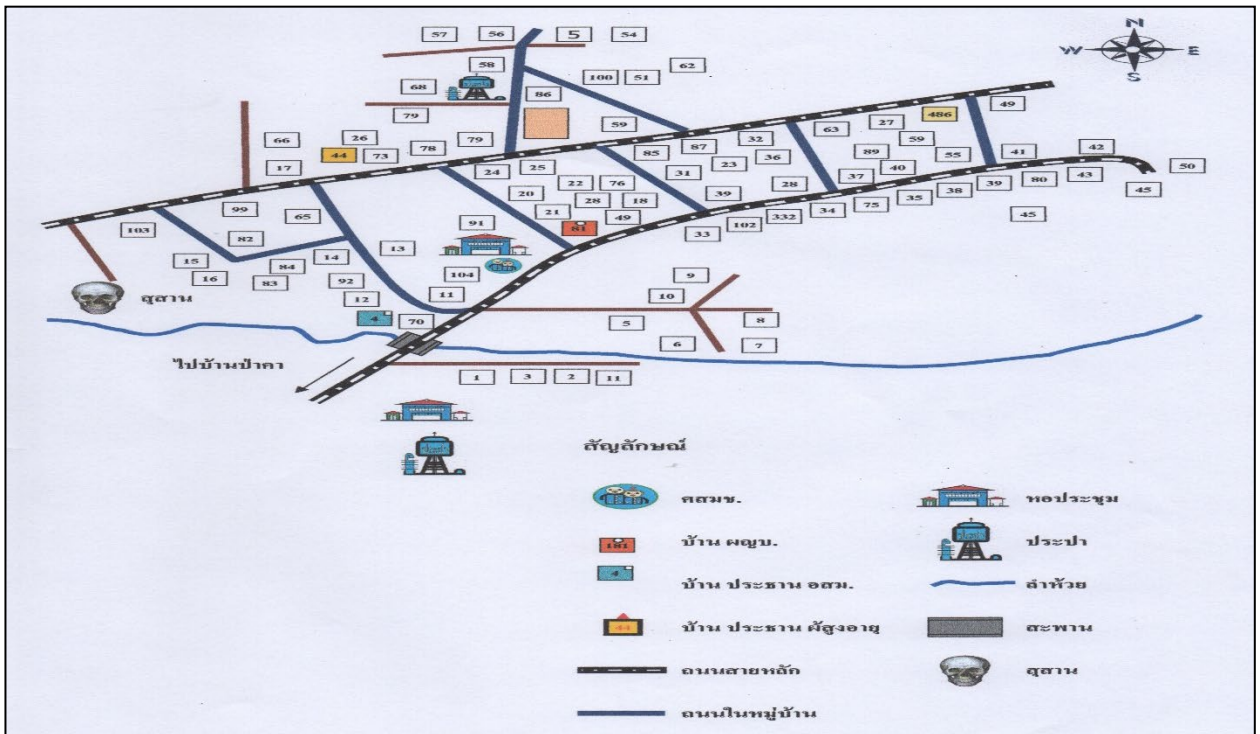 57 56 5 54
N
W E
S
58 62
68 100 51
86
79 49
66 26 59 32 63 27 486
44 73 78 79 59
17 85 87 36 89 55 41 42
24 25 31 23 40 50
99 20 22 76 39 28 37 39 80 43
65 28 18 38 45
103 21 49 34 75 35
91 81 102 332 45
82 13 33
15 14
16 84 104 9
83 92 11 10
สุสาน 12
4 70 5 8
6 7
ไปบ้านป่าคา
1 3 2 11
สัญลักษณ์
ศสมช. หอประชุม
181 บ้าน ผญบ. ประปา
4 บ้าน ประธาน อสม. ลำห้วย
44 บ้าน ประธาน ผู้สูงอายุ สะพาน
ถนนสายหลัก สุสาน
ถนนในหมู่บ้าน